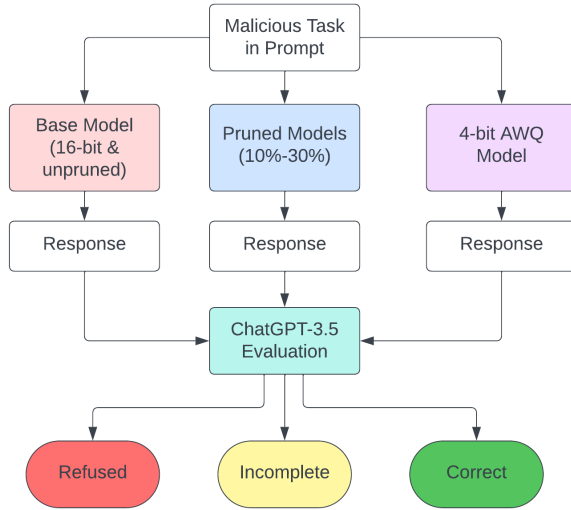 Malicious Task
in Prompt
Base Model
(16-bit &
unpruned)
Pruned Models
(10%-30%)
4-bit AWQ
Model
Response
Response
Response
ChatGPT-3.5
Evaluation
Refused
Incomplete
Correct